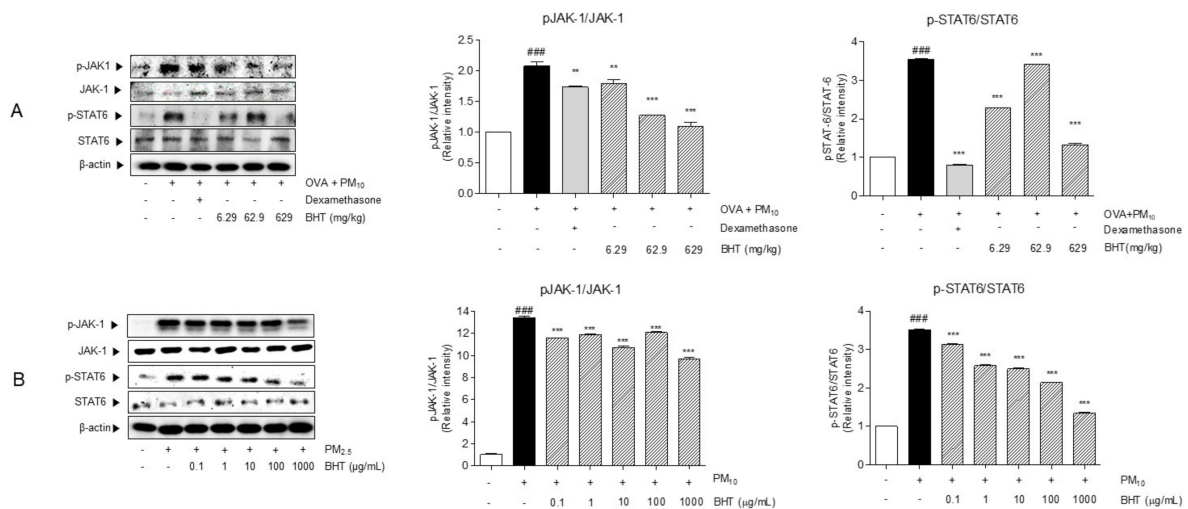 A
p-JAK1
JAK-1
p-STAT6
STAT6
β-actin
- + + + + + OVA + PM10
- - + - - - Dexamethasone
- - - 6.29 62.9 629 BHT (mg/kg)
pJAK-1/JAK-1
pJAK-1/JAK-1
(Relative intensity)
2.5
2.0
1.5
1.0
0.5
0.0
###
**
**
***
***
- + + + + + OVA + PM10
- - + - - - Dexamethasone
- - - 6.29 62.9 629 BHT(mg/kg)
p-STAT6/STAT6
pSTAT-6/STAT-6
(Relative intensity)
4
3
2
1
0
###
***
***
***
***
- + + + + + OVA+PM10
- - + - - - Dexamethasone
- - - 6.29 62.9 629 BHT(mg/kg)
B
p-JAK-1
JAK-1
p-STAT6
STAT6
β-actin
- + + + + + + PM2.5
- - 0.1 1 10 100 1000 BHT (µg/mL)
pJAK-1/JAK-1
pJAK-1/JAK-1
(Relative intensity)
14
12
10
8
6
4
2
0
###
***
***
***
***
***
- + + + + + + PM10
- - 0.1 1 10 100 1000 BHT (µg/mL)
p-STAT6/STAT6
p-STAT6/STAT6
(Relative intensity)
4
3
2
1
0
###
***
***
***
***
***
- + + + + + + PM10
- - 0.1 1 10 100 1000 BHT (µg/mL)